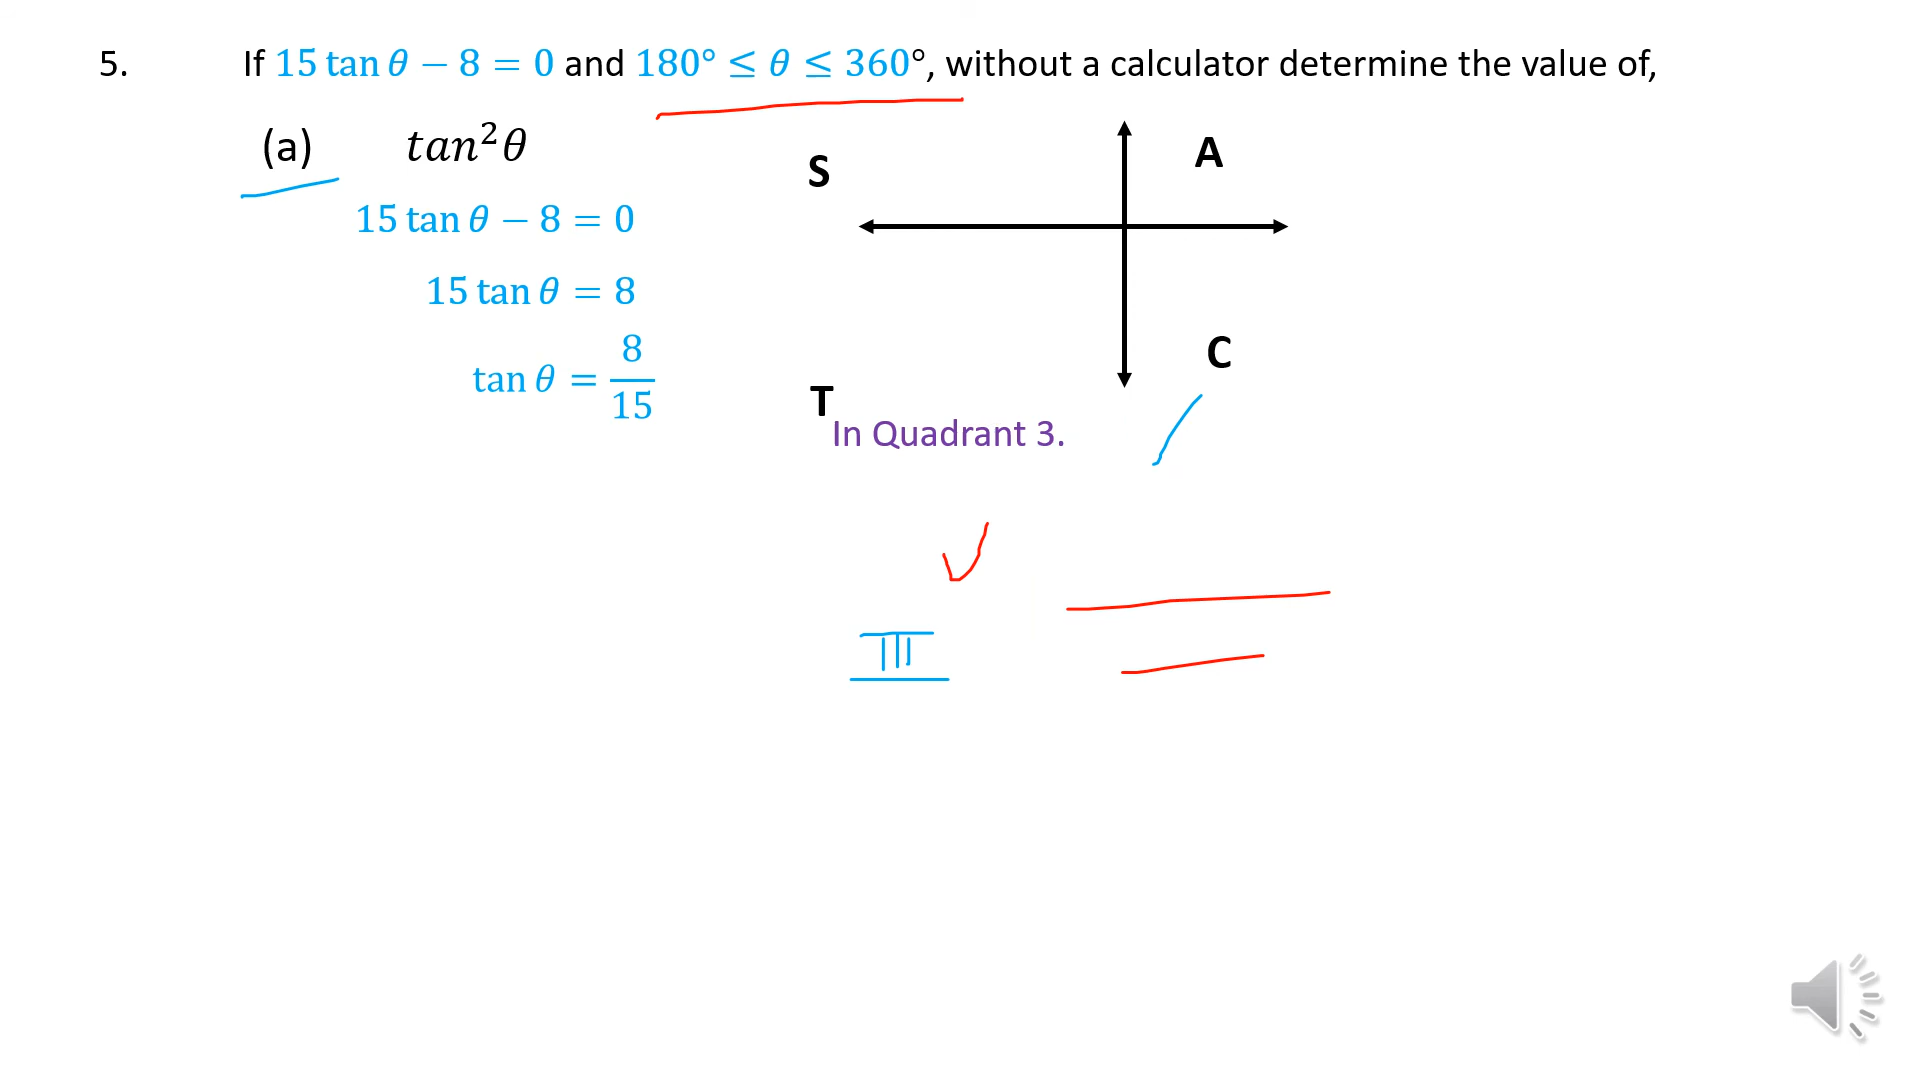 5. If 15 tan θ − 8 = 0 and 180° ≤ θ ≤ 360°, without a calculator determine the value of,
(a) tan²θ
S A
15 tan θ − 8 = 0
15 tan θ = 8
tan θ = 8/15
C
T
In Quadrant 3.
III